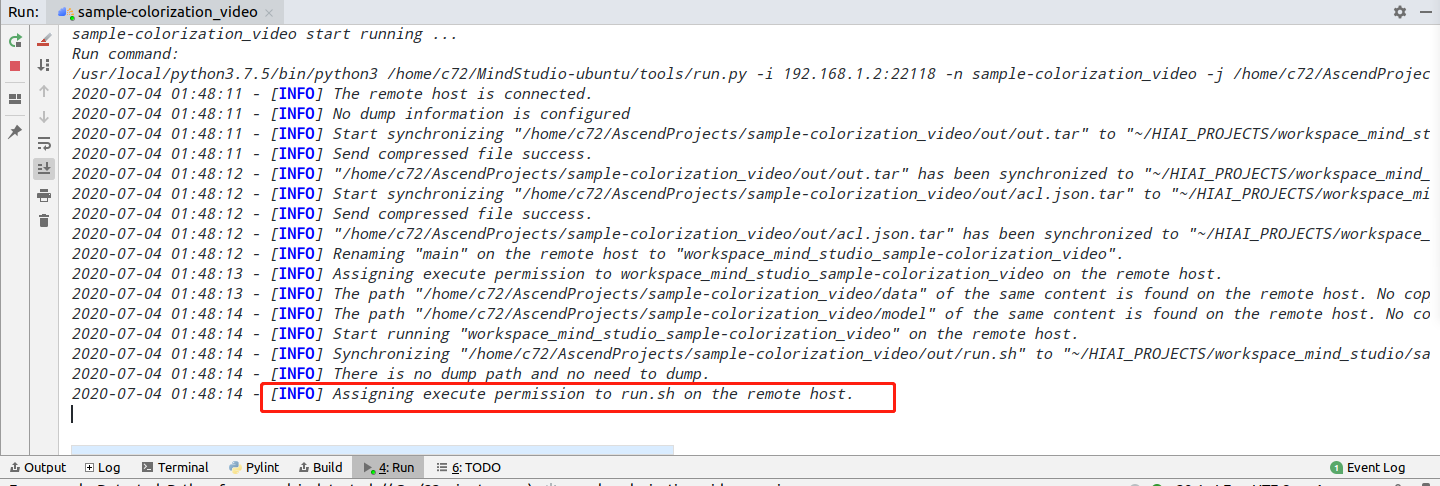 Run: sample-colorization_video
sample-colorization_video start running ...
Run command:
/usr/local/python3.7.5/bin/python3 /home/c72/MindStudio-ubuntu/tools/run.py -i 192.168.1.2:22118 -n sample-colorization_video -j /home/c72/AscendProjec
2020-07-04 01:48:11 - [INFO] The remote host is connected.
2020-07-04 01:48:11 - [INFO] No dump information is configured
2020-07-04 01:48:11 - [INFO] Start synchronizing "/home/c72/AscendProjects/sample-colorization_video/out/out.tar" to "~/HIAI_PROJECTS/workspace_mind_st
2020-07-04 01:48:11 - [INFO] Send compressed file success.
2020-07-04 01:48:12 - [INFO] "/home/c72/AscendProjects/sample-colorization_video/out/out.tar" has been synchronized to "~/HIAI_PROJECTS/workspace_mind_
2020-07-04 01:48:12 - [INFO] Start synchronizing "/home/c72/AscendProjects/sample-colorization_video/out/acl.json.tar" to "~/HIAI_PROJECTS/workspace_mi
2020-07-04 01:48:12 - [INFO] Send compressed file success.
2020-07-04 01:48:12 - [INFO] "/home/c72/AscendProjects/sample-colorization_video/out/acl.json.tar" has been synchronized to "~/HIAI_PROJECTS/workspace_
2020-07-04 01:48:12 - [INFO] Renaming "main" on the remote host to "workspace_mind_studio_sample-colorization_video".
2020-07-04 01:48:13 - [INFO] Assigning execute permission to workspace_mind_studio_sample-colorization_video on the remote host.
2020-07-04 01:48:13 - [INFO] The path "/home/c72/AscendProjects/sample-colorization_video/data" of the same content is found on the remote host. No cop
2020-07-04 01:48:14 - [INFO] The path "/home/c72/AscendProjects/sample-colorization_video/model" of the same content is found on the remote host. No co
2020-07-04 01:48:14 - [INFO] Start running "workspace_mind_studio_sample-colorization_video" on the remote host.
2020-07-04 01:48:14 - [INFO] Synchronizing "/home/c72/AscendProjects/sample-colorization_video/out/run.sh" to "~/HIAI_PROJECTS/workspace_mind_studio/sa
2020-07-04 01:48:14 - [INFO] There is no dump path and no need to dump.
2020-07-04 01:48:14 - [INFO] Assigning execute permission to run.sh on the remote host.
Output Log Terminal Pylint Build 4: Run 6: TODO 1 Event Log